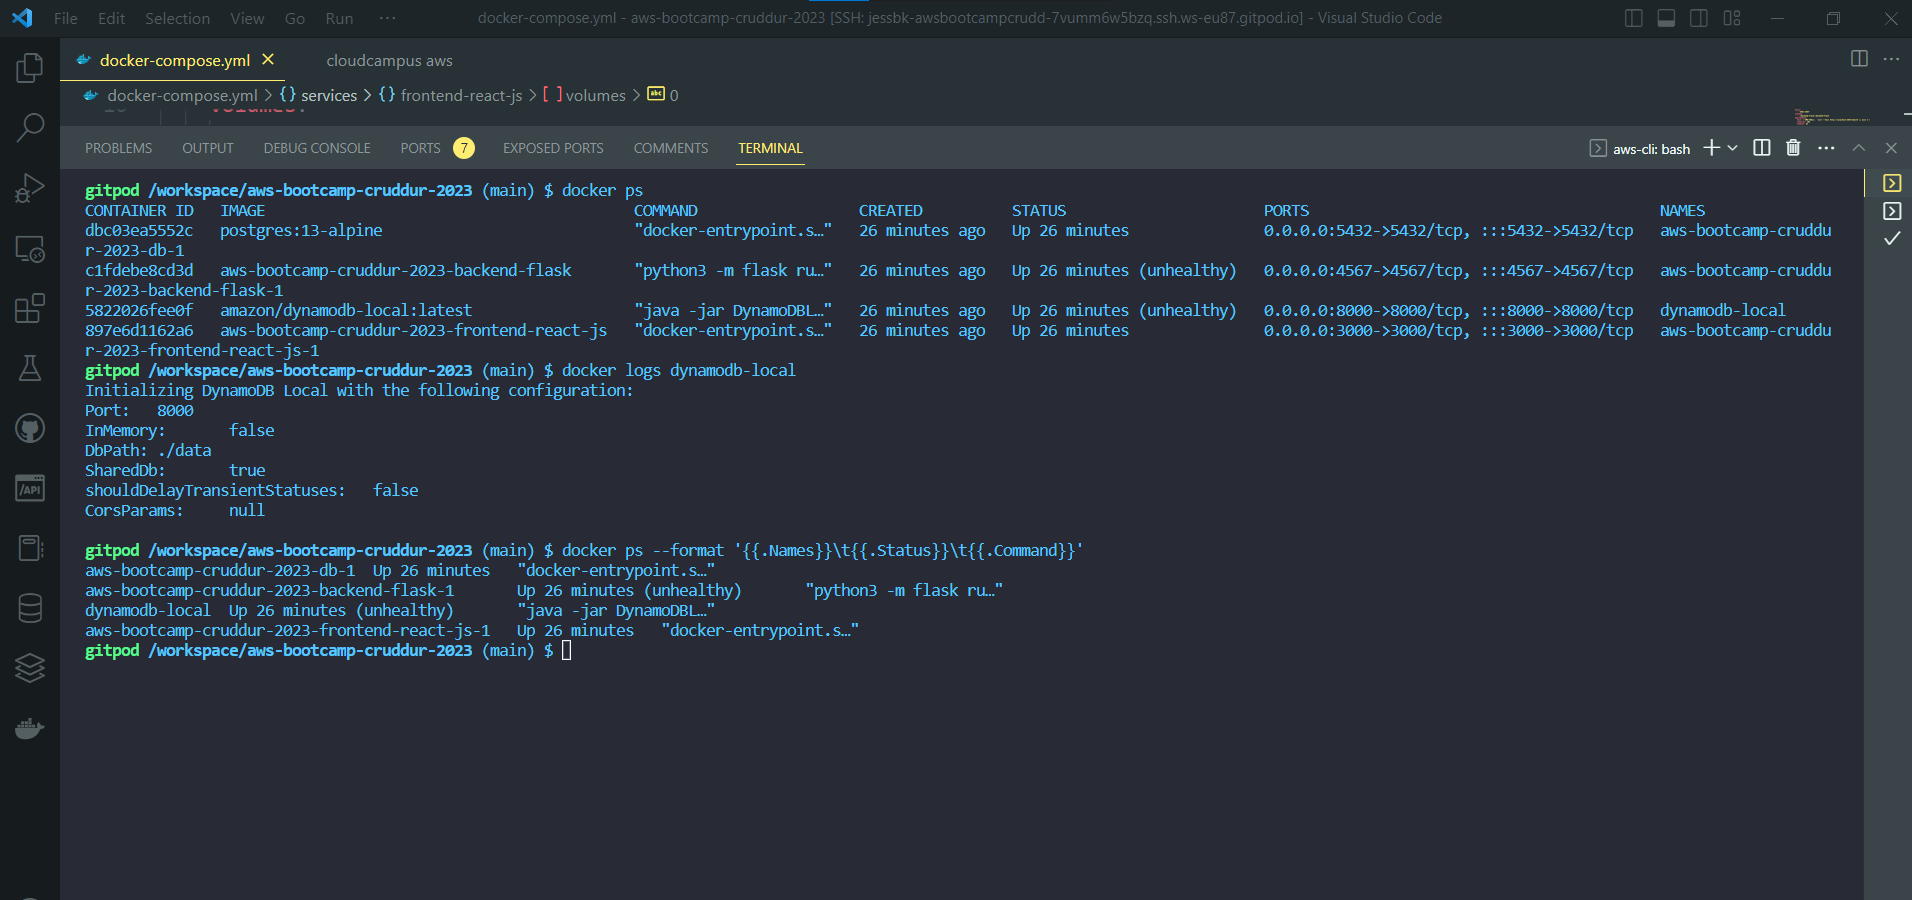 File Edit Selection View Go Run ··· docker-compose.yml - aws-bootcamp-cruddur-2023 [SSH: jessbk-awsbootcampcrudd-7vumm6w5bzq.ssh.ws-eu87.gitpod.io] - Visual Studio Code
docker-compose.yml cloudcampus aws
docker-compose.yml > {} services > {} frontend-react-js > [ ] volumes > abc 0
PROBLEMS OUTPUT DEBUG CONSOLE PORTS 7 EXPOSED PORTS COMMENTS TERMINAL aws-cli: bash
gitpod /workspace/aws-bootcamp-cruddur-2023 (main) $ docker ps
CONTAINER ID IMAGE COMMAND CREATED STATUS PORTS NAMES
dbc03ea5552c postgres:13-alpine "docker-entrypoint.s…" 26 minutes ago Up 26 minutes 0.0.0.0:5432->5432/tcp, :::5432->5432/tcp aws-bootcamp-cruddu
r-2023-db-1
c1fdebe8cd3d aws-bootcamp-cruddur-2023-backend-flask "python3 -m flask ru…" 26 minutes ago Up 26 minutes (unhealthy) 0.0.0.0:4567->4567/tcp, :::4567->4567/tcp aws-bootcamp-cruddu
r-2023-backend-flask-1
5822026fee0f amazon/dynamodb-local:latest "java -jar DynamoDBL…" 26 minutes ago Up 26 minutes (unhealthy) 0.0.0.0:8000->8000/tcp, :::8000->8000/tcp dynamodb-local
897e6d1162a6 aws-bootcamp-cruddur-2023-frontend-react-js "docker-entrypoint.s…" 26 minutes ago Up 26 minutes 0.0.0.0:3000->3000/tcp, :::3000->3000/tcp aws-bootcamp-cruddu
r-2023-frontend-react-js-1
gitpod /workspace/aws-bootcamp-cruddur-2023 (main) $ docker logs dynamodb-local
Initializing DynamoDB Local with the following configuration:
Port: 8000
InMemory: false
DbPath: ./data
SharedDb: true
shouldDelayTransientStatuses: false
CorsParams: null
gitpod /workspace/aws-bootcamp-cruddur-2023 (main) $ docker ps --format '{{.Names}}\t{{.Status}}\t{{.Command}}'
aws-bootcamp-cruddur-2023-db-1 Up 26 minutes "docker-entrypoint.s…"
aws-bootcamp-cruddur-2023-backend-flask-1 Up 26 minutes (unhealthy) "python3 -m flask ru…"
dynamodb-local Up 26 minutes (unhealthy) "java -jar DynamoDBL…"
aws-bootcamp-cruddur-2023-frontend-react-js-1 Up 26 minutes "docker-entrypoint.s…"
gitpod /workspace/aws-bootcamp-cruddur-2023 (main) $
/API